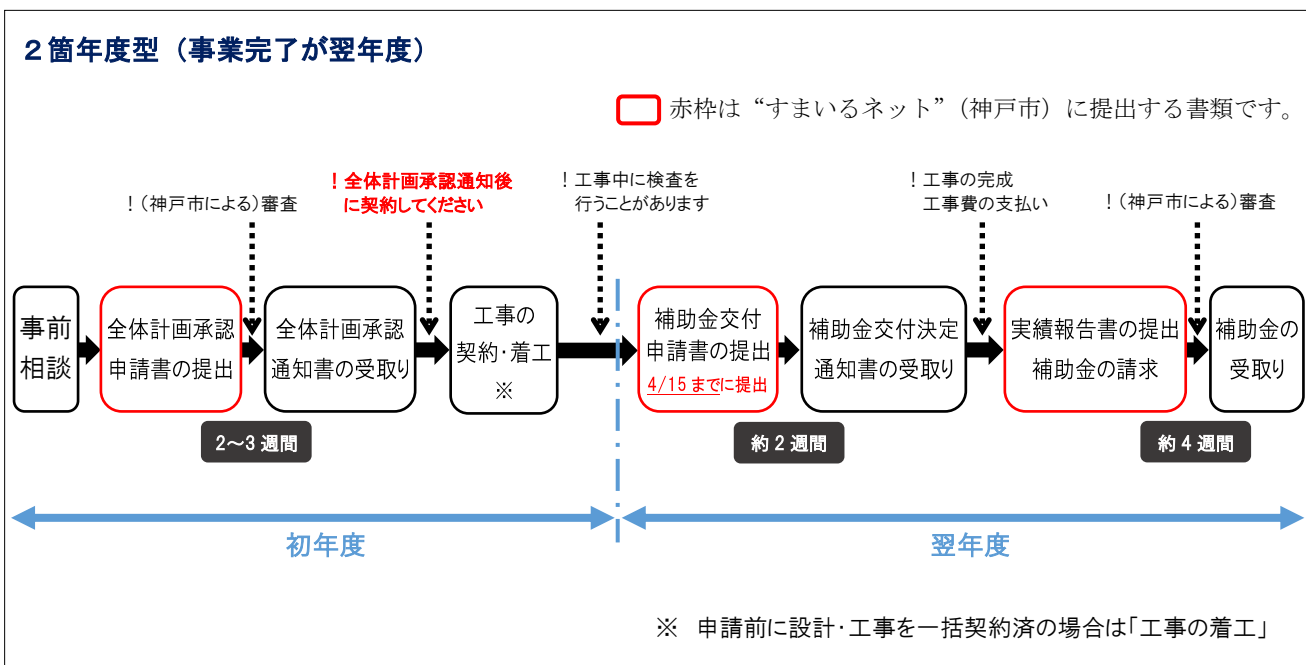 ２箇年度型（事業完了が翌年度）
赤枠は“すまいるネット”（神戸市）に提出する書類です。
！（神戸市による）審査
！全体計画承認通知後
に契約してください
！工事中に検査を
行うことがあります
！工事の完成
工事費の支払い
！（神戸市による）審査
事前
相談
全体計画承認
申請書の提出
全体計画承認
通知書の受取り
工事の
契約・着工
※
補助金交付
申請書の提出
4/15 までに提出
補助金交付決定
通知書の受取り
実績報告書の提出
補助金の請求
補助金の
受取り
2～3 週間
約 2 週間
約 4 週間
初年度
翌年度
※ 申請前に設計・工事を一括契約済の場合は「工事の着工」